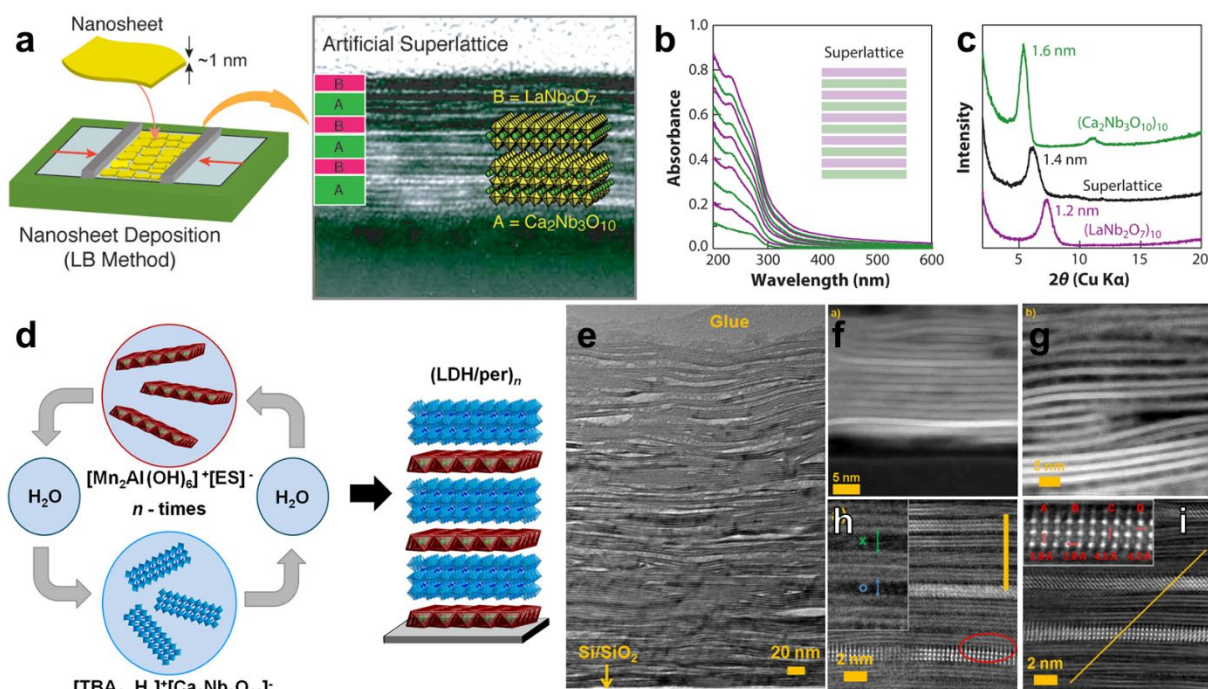 a
Nanosheet
~1 nm
Nanosheet Deposition
(LB Method)
Artificial Superlattice
B
A
B
A
B
A
B = LaNb₂O₇
A = Ca₂Nb₃O₁₀
b
Absorbance
1.0
0.8
0.6
0.4
0.2
0.0
200
300
400
500
600
Wavelength (nm)
Superlattice
c
Intensity
1.6 nm
(Ca₂Nb₃O₁₀)₁₀
1.4 nm
Superlattice
1.2 nm
(LaNb₂O₇)₁₀
5
10
15
20
2θ (Cu Kα)
d
H₂O
[Mn₂Al(OH)₆]⁺[ES]⁻
n - times
H₂O
(LDH/per)ₙ
e
Glue
Si/SiO₂
20 nm
a)
f
5 nm
b)
g
5 nm
h
x
o
2 nm
A
B
C
D
i
2 nm